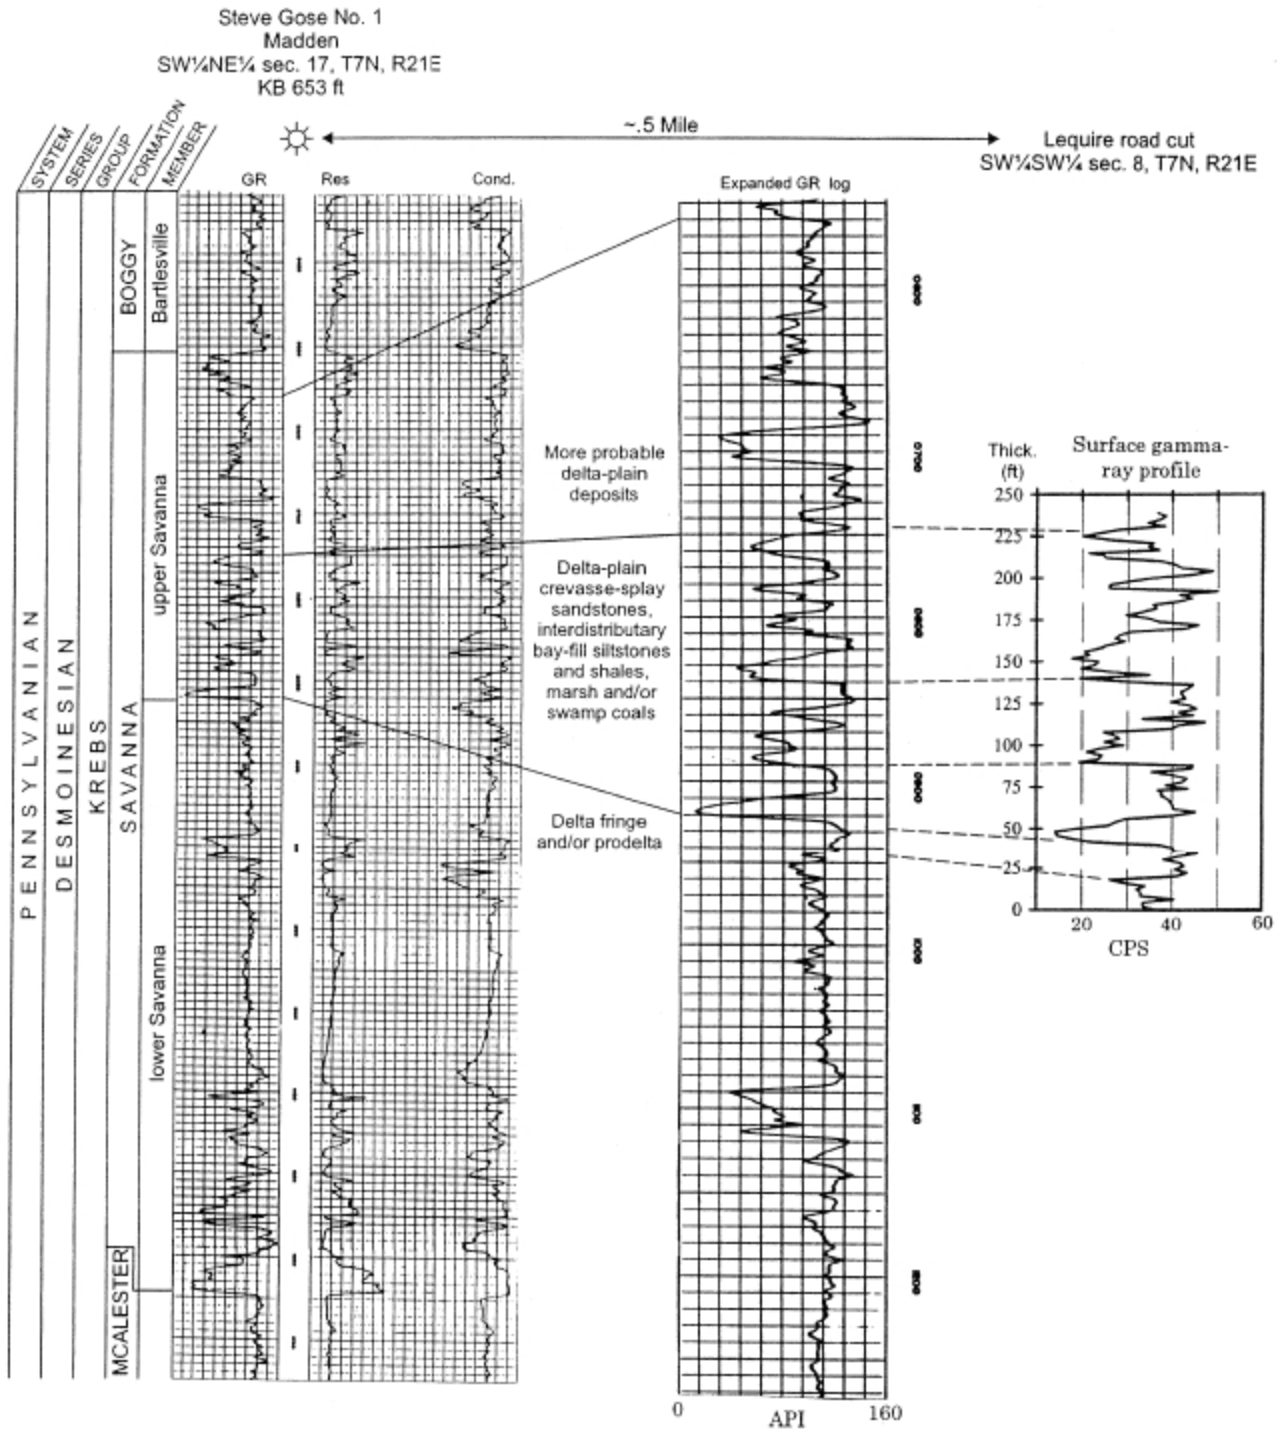 Steve Gose No. 1
Madden
SW¼NE¼ sec. 17, T7N, R21E
KB 653 ft
~.5 Mile
Lequire road cut
SW¼SW¼ sec. 8, T7N, R21E
SYSTEM
SERIES
GROUP
FORMATION
MEMBER
GR
Res
Cond.
Expanded GR log
PENNSYLVANIAN
DESMOINESIAN
KREBS
BOGGY
SAVANNA
MCALESTER
Bartlesville
upper Savanna
lower Savanna
More probable
delta-plain
deposits
Delta-plain
crevasse-splay
sandstones,
interdistributary
bay-fill siltstones
and shales,
marsh and/or
swamp coals
Delta fringe
and/or prodelta
0700
0900
1000
0
160
API
Thick.
(ft)
Surface gamma-
ray profile
250
225
200
175
150
125
100
75
50
25
0
20
40
60
CPS